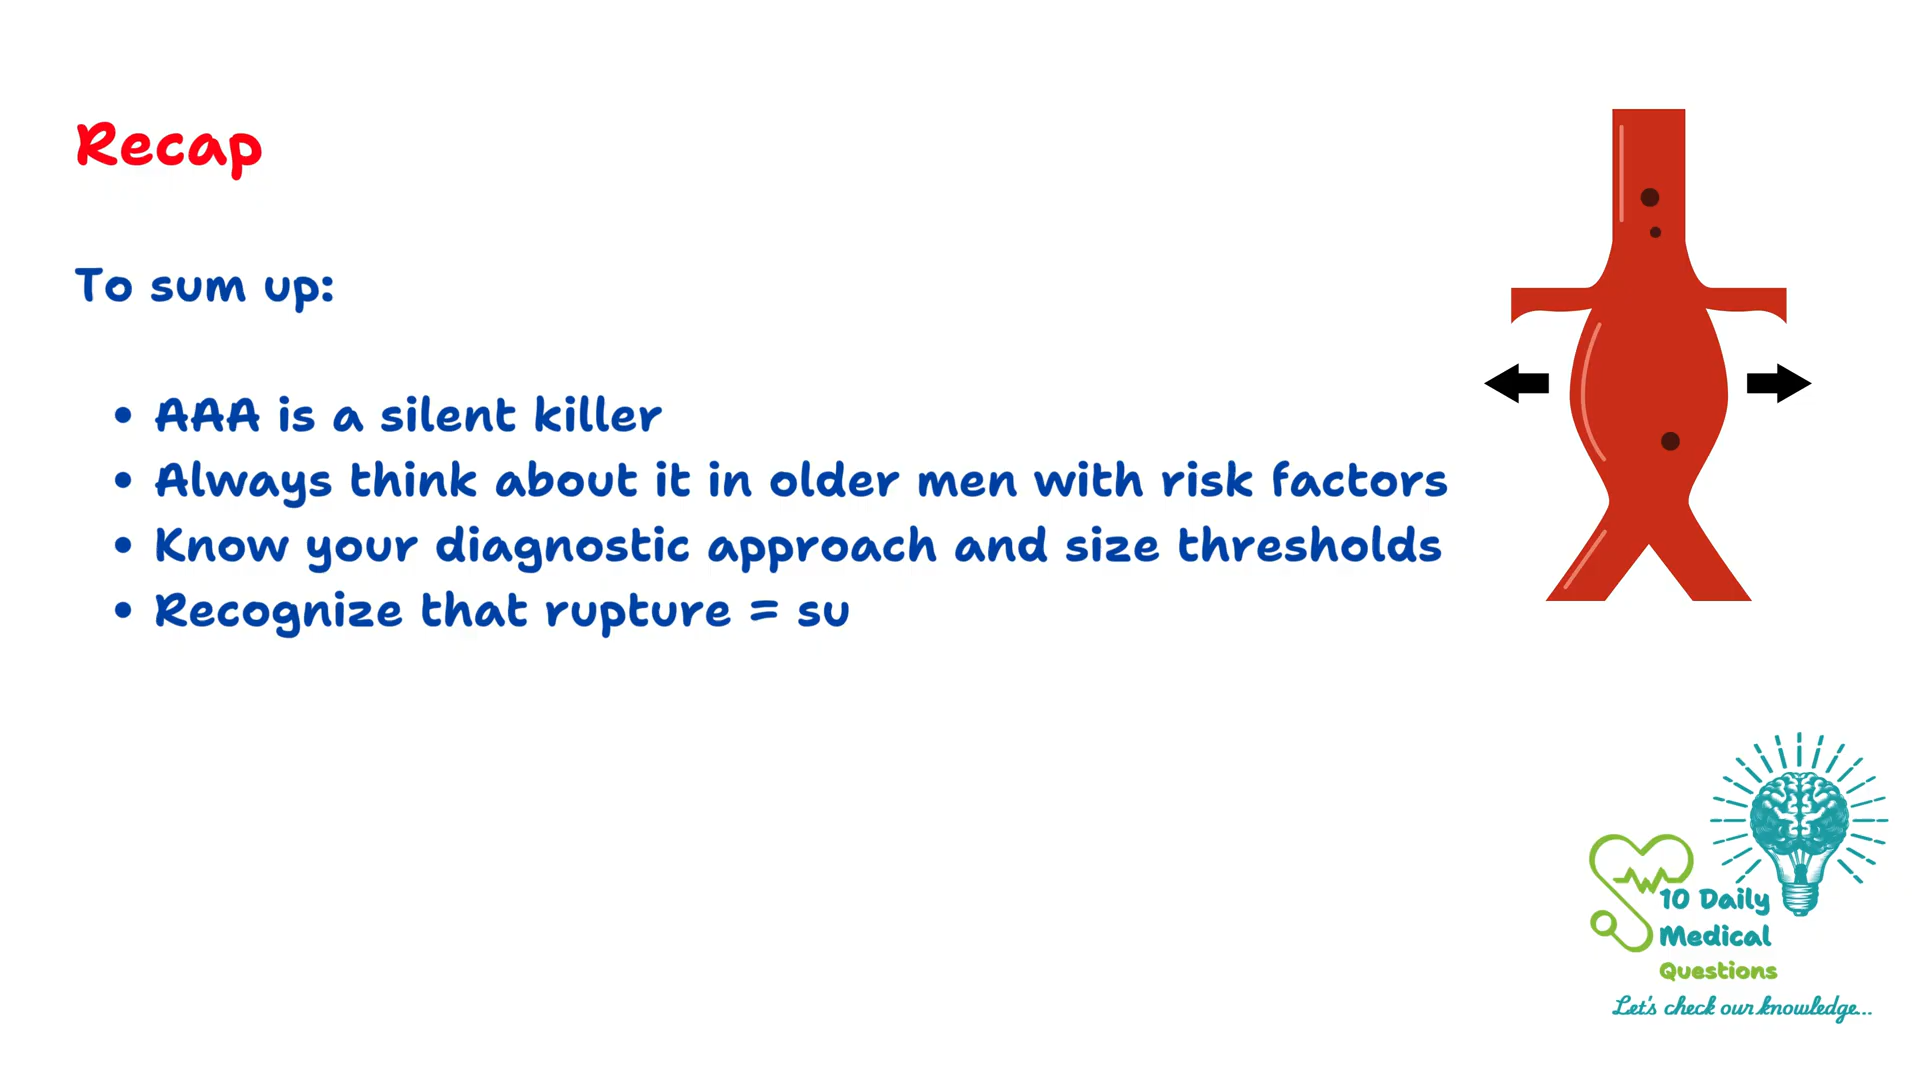 Recap
To sum up:
• AAA is a silent killer
• Always think about it in older men with risk factors
• Know your diagnostic approach and size thresholds
• Recognize that rupture = su
10 Daily
Medical
Questions
Let's check our knowledge...